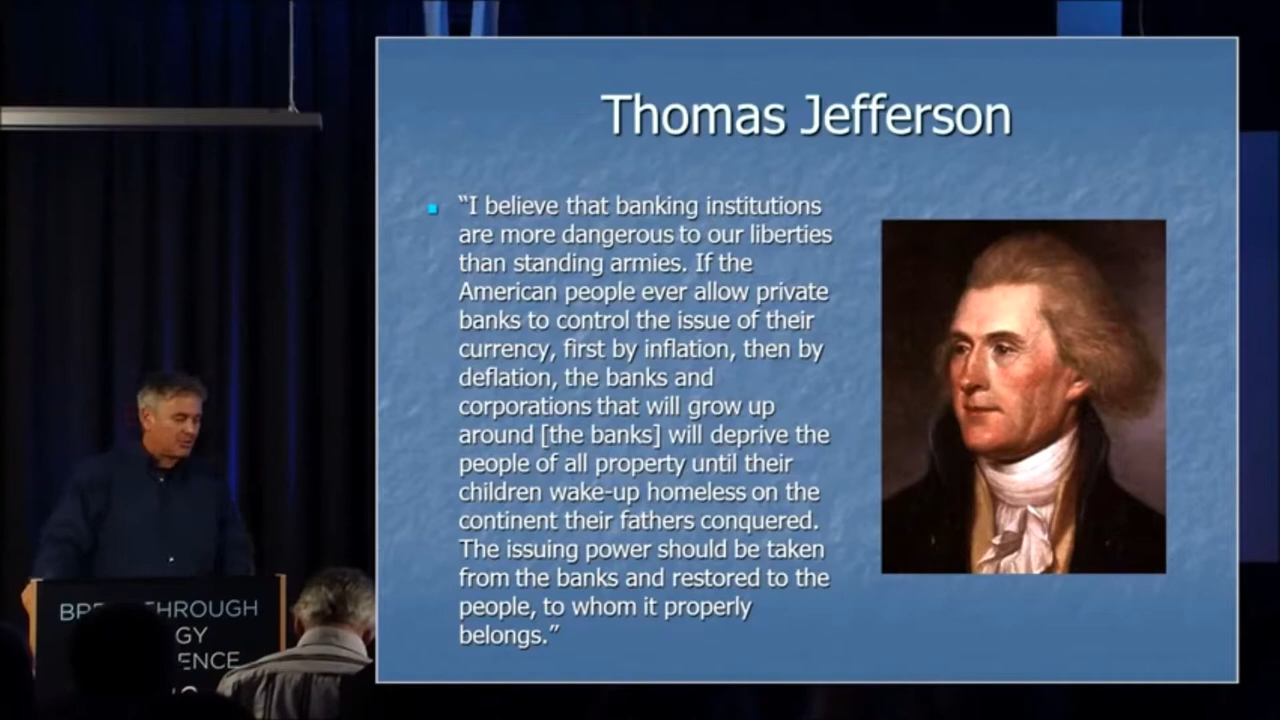 Thomas Jefferson
“I believe that banking institutions
are more dangerous to our liberties
than standing armies. If the
American people ever allow private
banks to control the issue of their
currency, first by inflation, then by
deflation, the banks and
corporations that will grow up
around [the banks] will deprive the
people of all property until their
children wake-up homeless on the
continent their fathers conquered.
The issuing power should be taken
from the banks and restored to the
people, to whom it properly
belongs.”